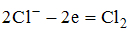 2Cl⁻ − 2e = Cl₂